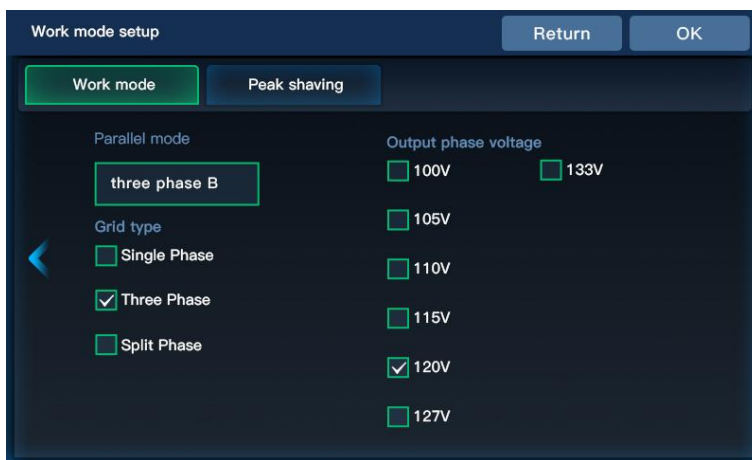 Work mode setup
Return
OK
Work mode
Peak shaving
Parallel mode
three phase B
Grid type
Single Phase
Three Phase
Split Phase
Output phase voltage
100V
133V
105V
110V
115V
120V
127V